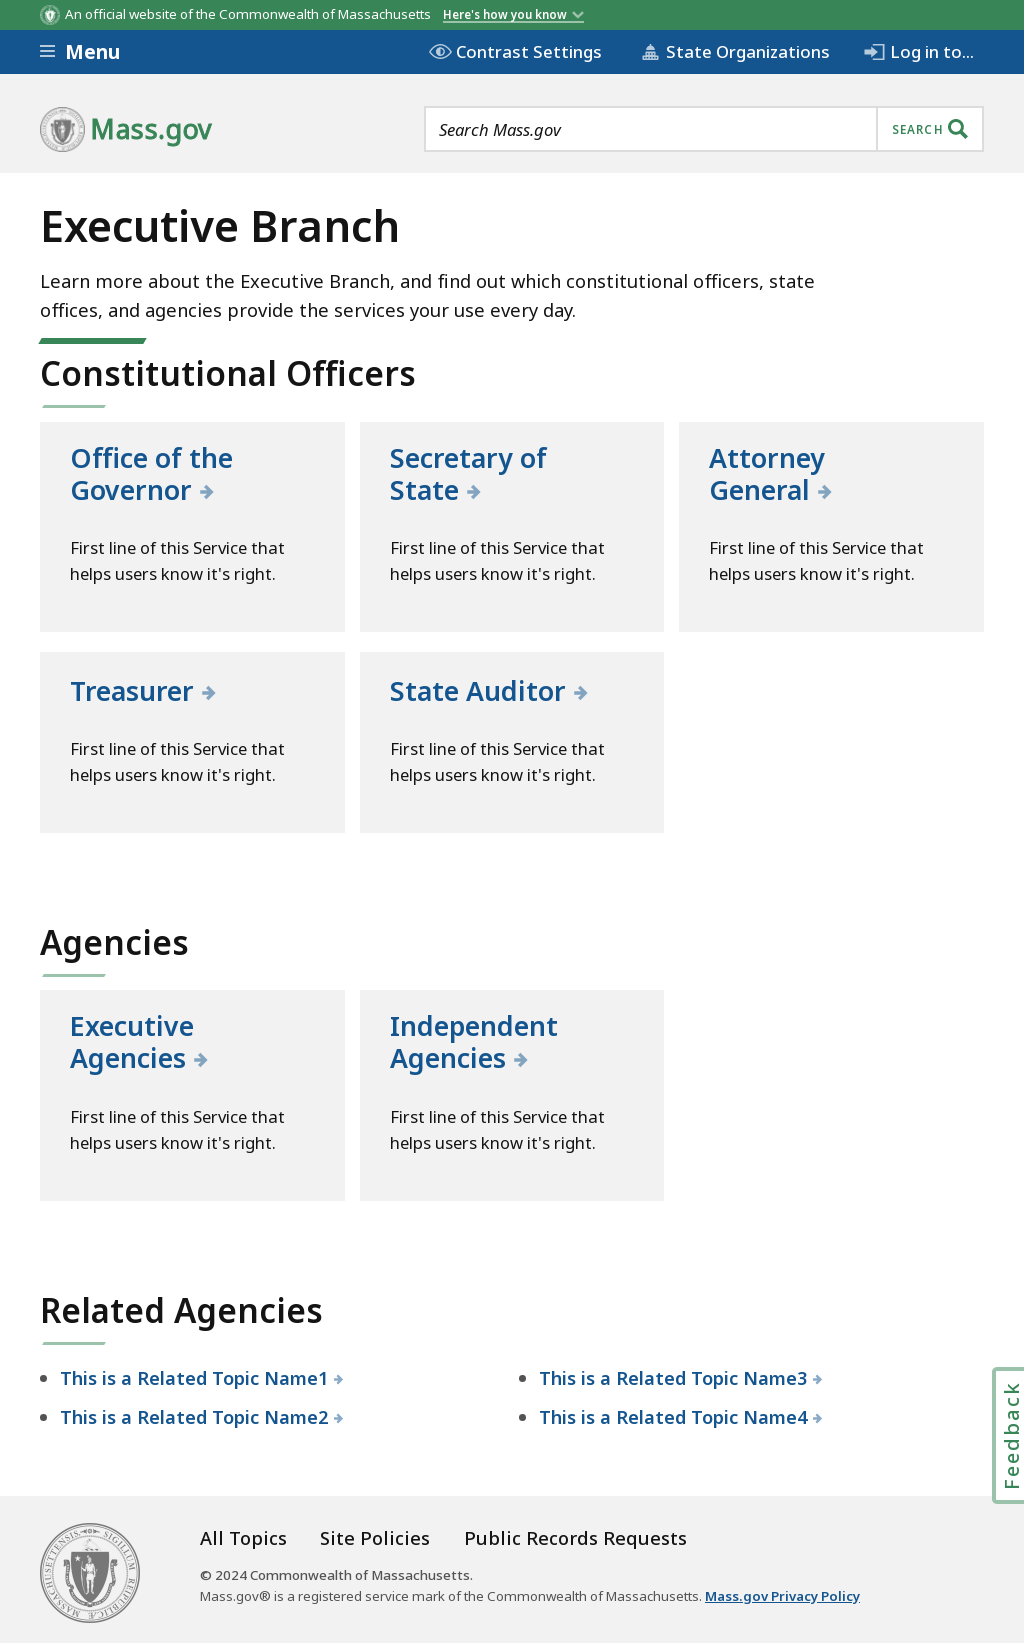 An official website of the Commonwealth of Massachusetts Here's how you know
Menu Contrast Settings State Organizations Log in to...
Mass.gov Search Mass.gov SEARCH
Executive Branch
Learn more about the Executive Branch, and find out which constitutional officers, state
offices, and agencies provide the services your use every day.
Constitutional Officers
Office of the
Governor
First line of this Service that
helps users know it's right.
Secretary of
State
First line of this Service that
helps users know it's right.
Attorney
General
First line of this Service that
helps users know it's right.
Treasurer
First line of this Service that
helps users know it's right.
State Auditor
First line of this Service that
helps users know it's right.
Agencies
Executive
Agencies
First line of this Service that
helps users know it's right.
Independent
Agencies
First line of this Service that
helps users know it's right.
Related Agencies
This is a Related Topic Name1
This is a Related Topic Name2
This is a Related Topic Name3
This is a Related Topic Name4
Feedback
All Topics Site Policies Public Records Requests
© 2024 Commonwealth of Massachusetts.
Mass.gov® is a registered service mark of the Commonwealth of Massachusetts. Mass.gov Privacy Policy